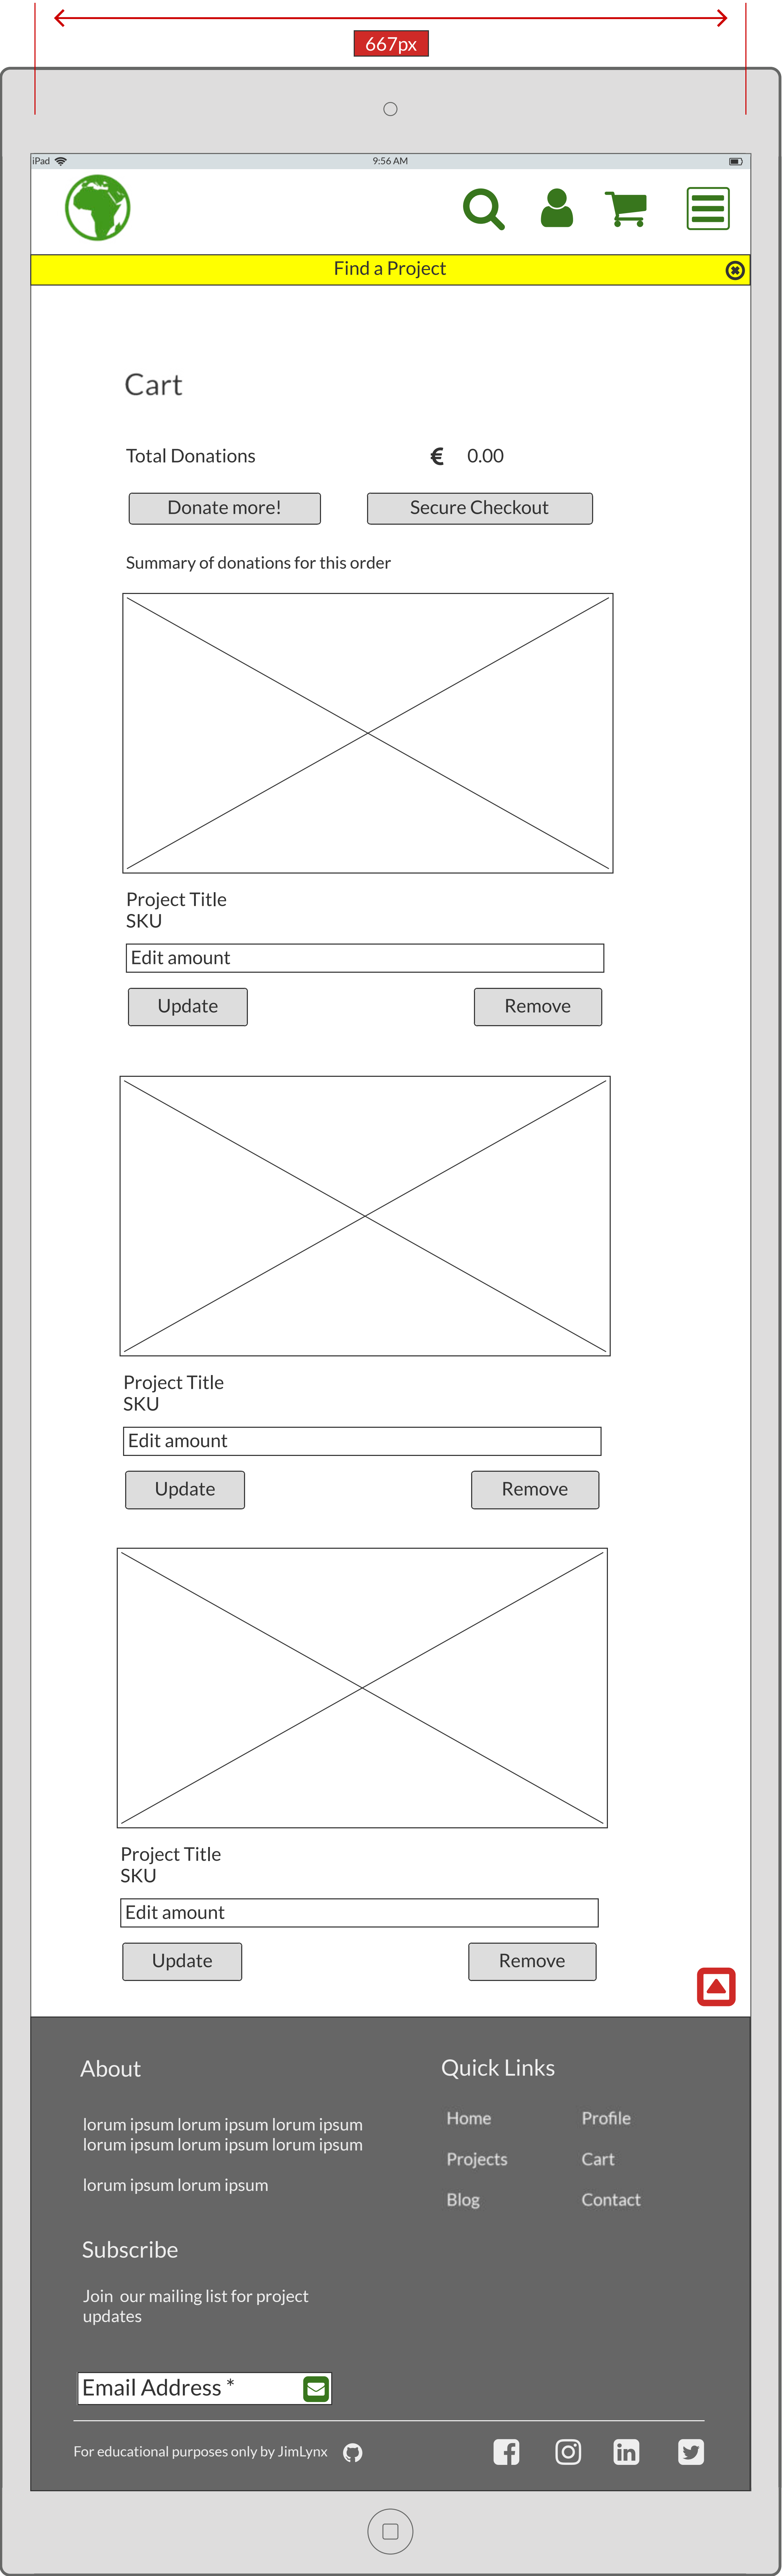 667px
iPad
9:56 AM
Find a Project
Cart
Total Donations € 0.00
Donate more! Secure Checkout
Summary of donations for this order
Project Title
SKU
Edit amount
Update Remove
Project Title
SKU
Edit amount
Update Remove
Project Title
SKU
Edit amount
Update Remove
About
lorum ipsum lorum ipsum lorum ipsum
lorum ipsum lorum ipsum lorum ipsum
lorum ipsum lorum ipsum
Quick Links
Home Profile
Projects Cart
Blog Contact
Subscribe
Join our mailing list for project
updates
Email Address *
For educational purposes only by JimLynx